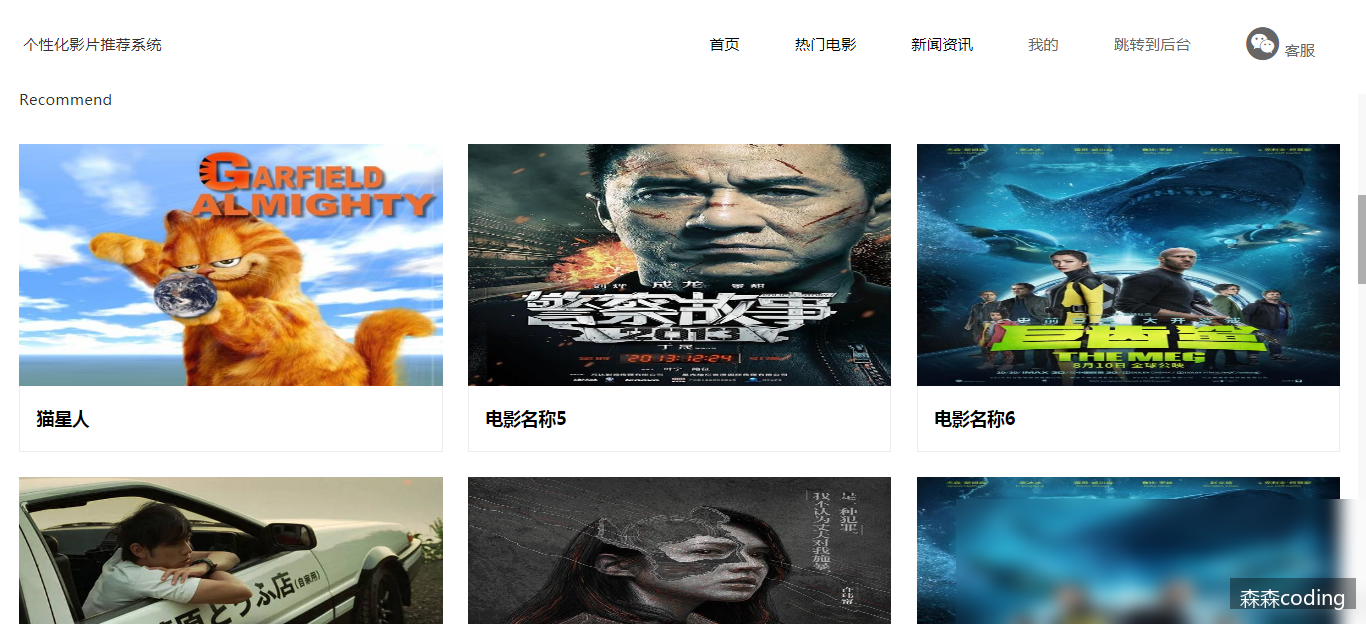 个性化影片推荐系统
首页
热门电影
新闻资讯
我的
跳转到后台
客服
Recommend
GARFIELD
ALMIGHTY
成龙
警察故事
2013
2013:12:24
巨齿鲨
THE MEG
8月10日 全球公映
猫星人
电影名称5
电影名称6
是一种犯罪
我不认为丈夫对我施暴
原とうふ店(自家用)
森森coding